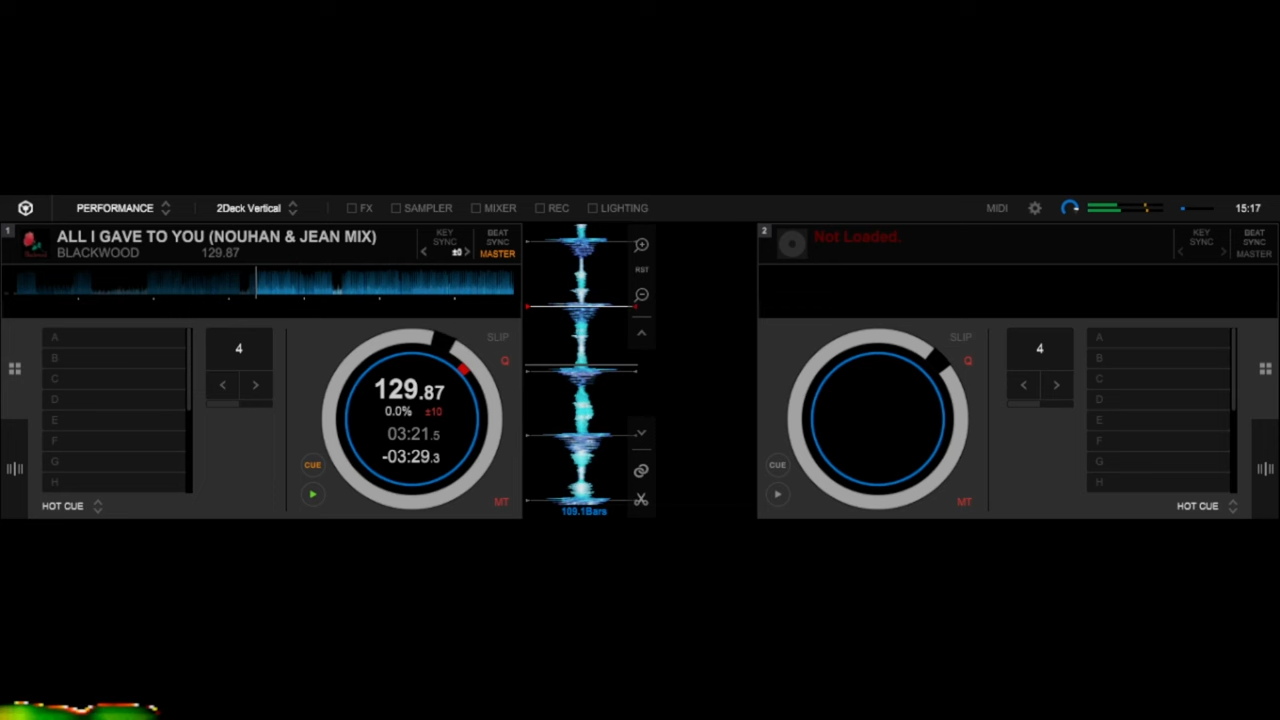 PERFORMANCE 2Deck Vertical FX SAMPLER MIXER REC LIGHTING MIDI 15:17
1 ALL I GAVE TO YOU (NOUHAN & JEAN MIX)
BLACKWOOD 129.87
KEY SYNC ±0
BEAT SYNC MASTER
A
B
C
D
E
F
G
H
HOT CUE
4
SLIP
Q
129.87
0.0% ±10
03:21.5
-03:29.3
CUE
MT
RST
109.1Bars
2 Not Loaded.
KEY SYNC
BEAT SYNC MASTER
SLIP
Q
CUE
MT
4
A
B
C
D
E
F
G
H
HOT CUE